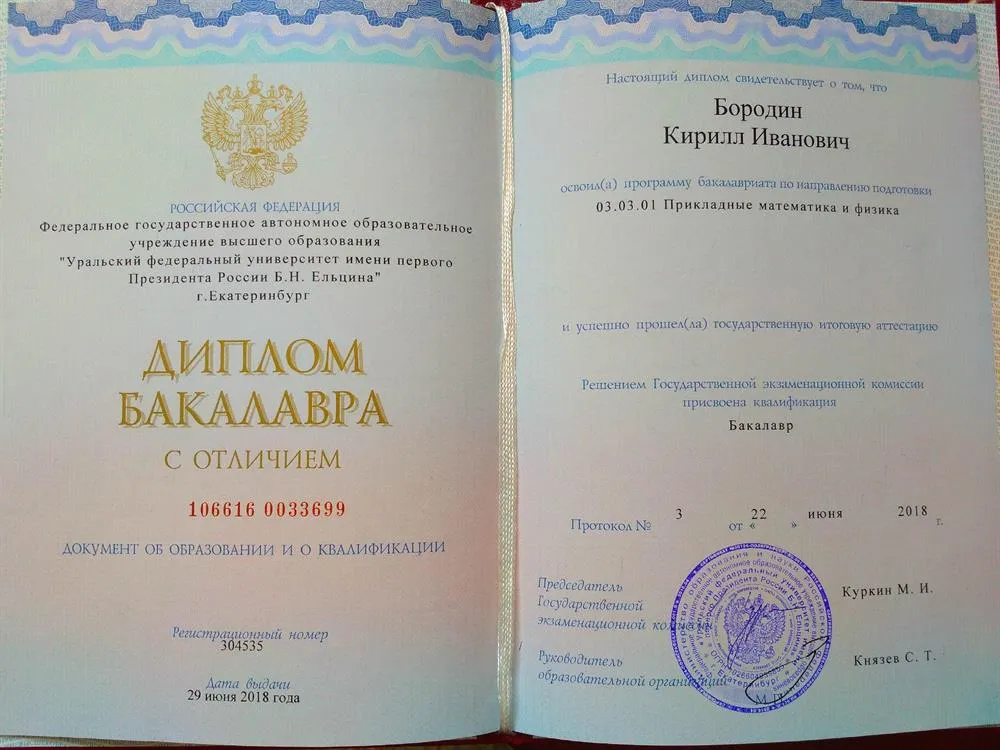 РОССИЙСКАЯ ФЕДЕРАЦИЯ
Федеральное государственное автономное образовательное
учреждение высшего образования
"Уральский федеральный университет имени первого
Президента России Б.Н. Ельцина"
г.Екатеринбург
ДИПЛОМ
БАКАЛАВРА
С ОТЛИЧИЕМ
106616 0033699
ДОКУМЕНТ ОБ ОБРАЗОВАНИИ И О КВАЛИФИКАЦИИ
Регистрационный номер
304535
Дата выдачи
29 июня 2018 года
Настоящий диплом свидетельствует о том, что
Бородин
Кирилл Иванович
освоил(а) программу бакалавриата по направлению подготовки
03.03.01 Прикладные математика и физика
и успешно прошел(ла) государственную итоговую аттестацию
Решением Государственной экзаменационной комиссии
присвоена квалификация
Бакалавр
Протокол № 3 от « 22 » июня 2018 г.
Председатель
Государственной
экзаменационной комиссии
Куркин М. И.
Руководитель
образовательной организации
Князев С. Т.
М.П.